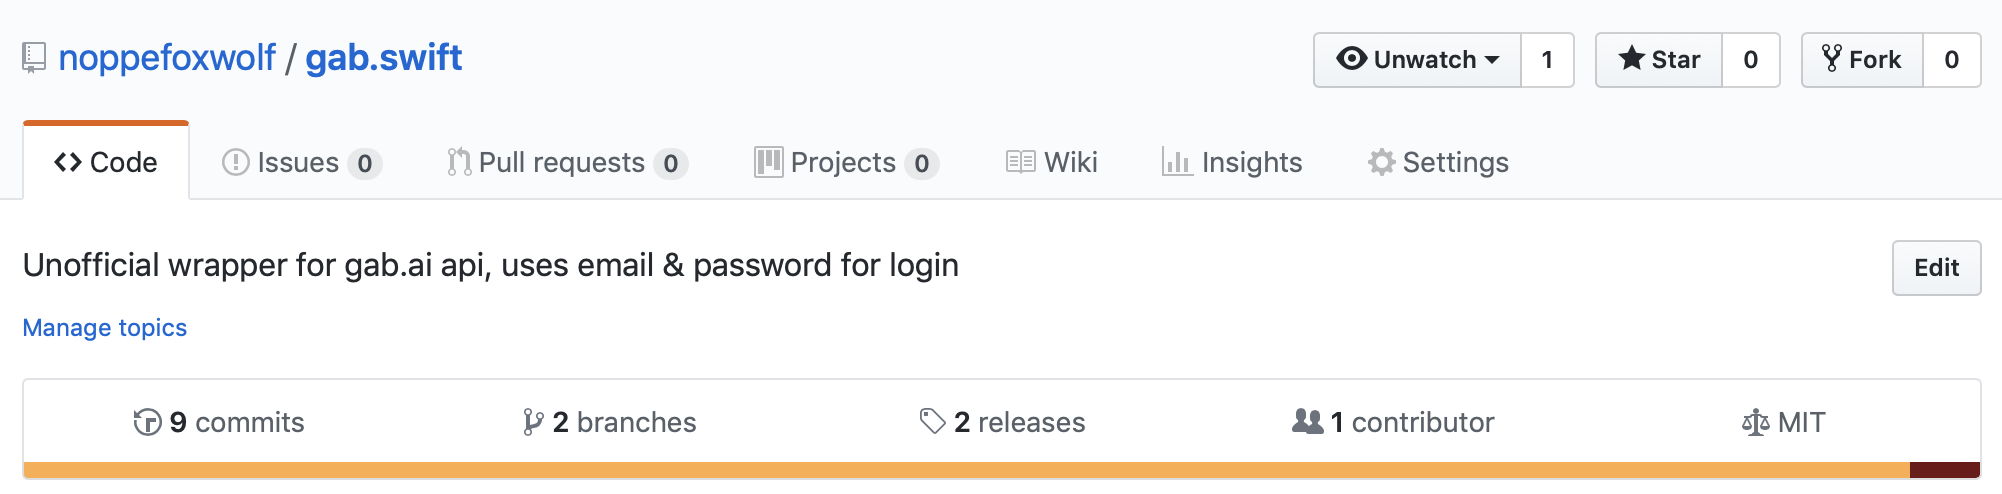 noppefoxwolf / gab.swift
Unwatch 1 Star 0 Fork 0
Code Issues 0 Pull requests 0 Projects 0 Wiki Insights Settings
Unofficial wrapper for gab.ai api, uses email & password for login
Edit
Manage topics
9 commits 2 branches 2 releases 1 contributor MIT